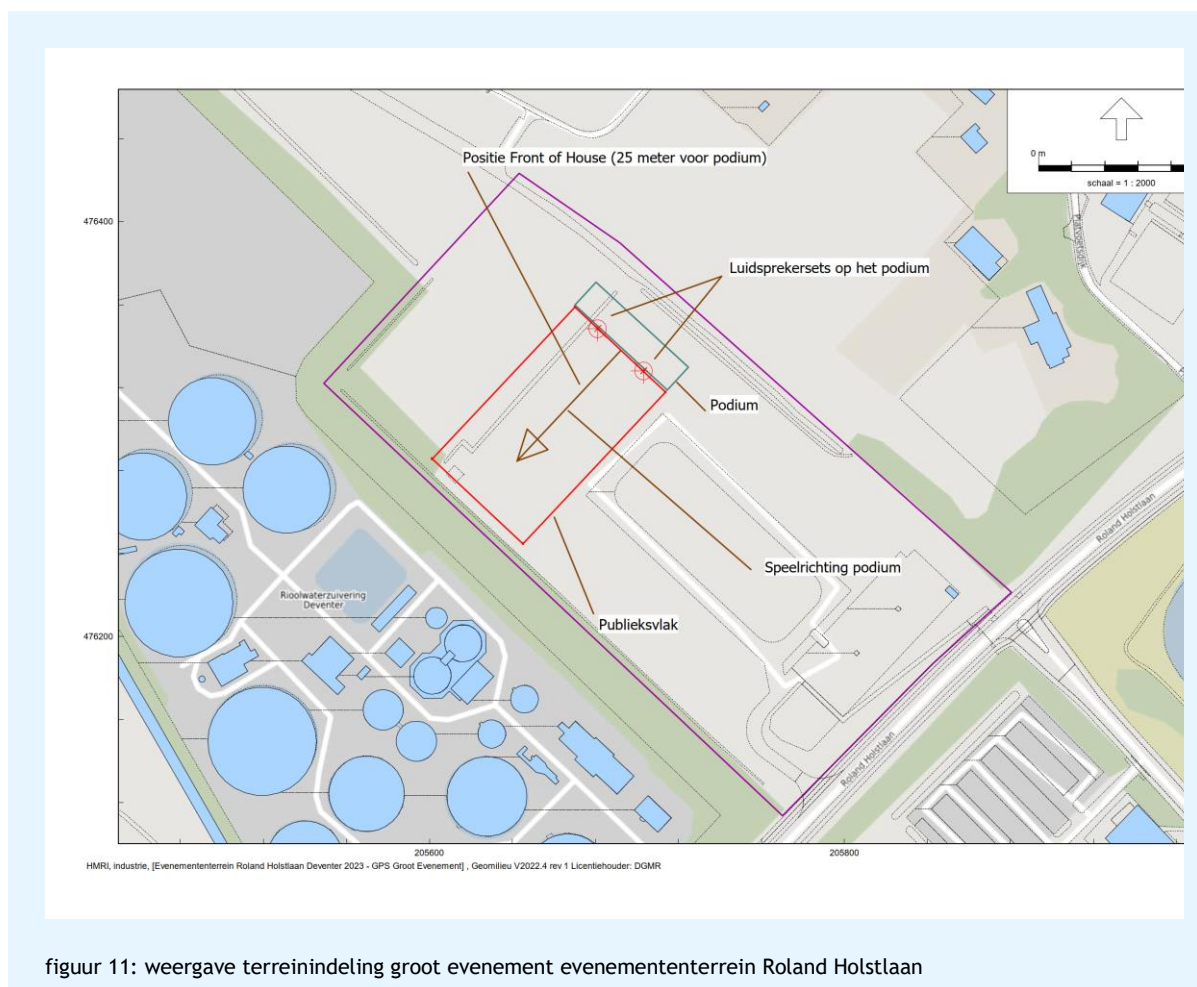 Positie Front of House (25 meter voor podium)
0 m
schaal = 1 : 2000
476400
Luidsprekersets op het podium
Podium
Roland Holstlaan
Speelrichting podium
Rioolwaterzuivering
Deventer
Publieksvlak
476200
Roland Holstlaan
205600
205800
HMRI, industrie, [Evenemententerrein Roland Holstlaan Deventer 2023 - GPS Groot Evenement] , Geomilieu V2022.4 rev 1 Licentiehouder: DGMR
figuur 11: weergave terreinindeling groot evenement evenemententerrein Roland Holstlaan